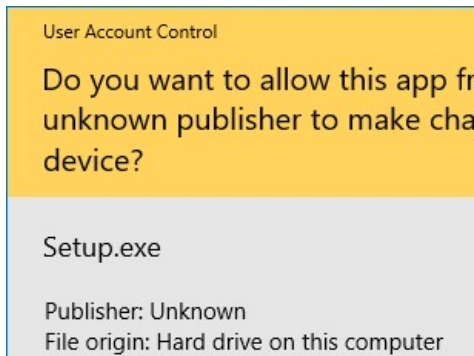 User Account Control
Do you want to allow this app
unknown publisher to make
device?
Setup.exe
Publisher: Unknown
File origin: Hard drive on this computer